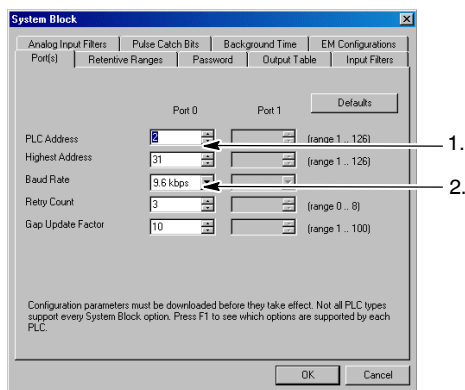 System Block
Analog Input Filters Pulse Catch Bits Background Time EM Configurations
Port(s) Retentive Ranges Password Output Table Input Filters
Port 0 Port 1 Defaults
PLC Address 2 (range 1 .. 126) 1.
Highest Address 31 (range 1 .. 126)
Baud Rate 9.6 kbps 2.
Retry Count 3 (range 0 .. 8)
Gap Update Factor 10 (range 1 .. 100)
Configuration parameters must be downloaded before they take effect. Not all PLC types
support every System Block option. Press F1 to see which options are supported by each
PLC.
OK Cancel